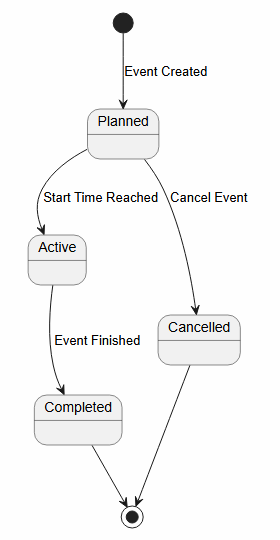 Event Created
Planned
Start Time Reached
Cancel Event
Active
Cancelled
Event Finished
Completed